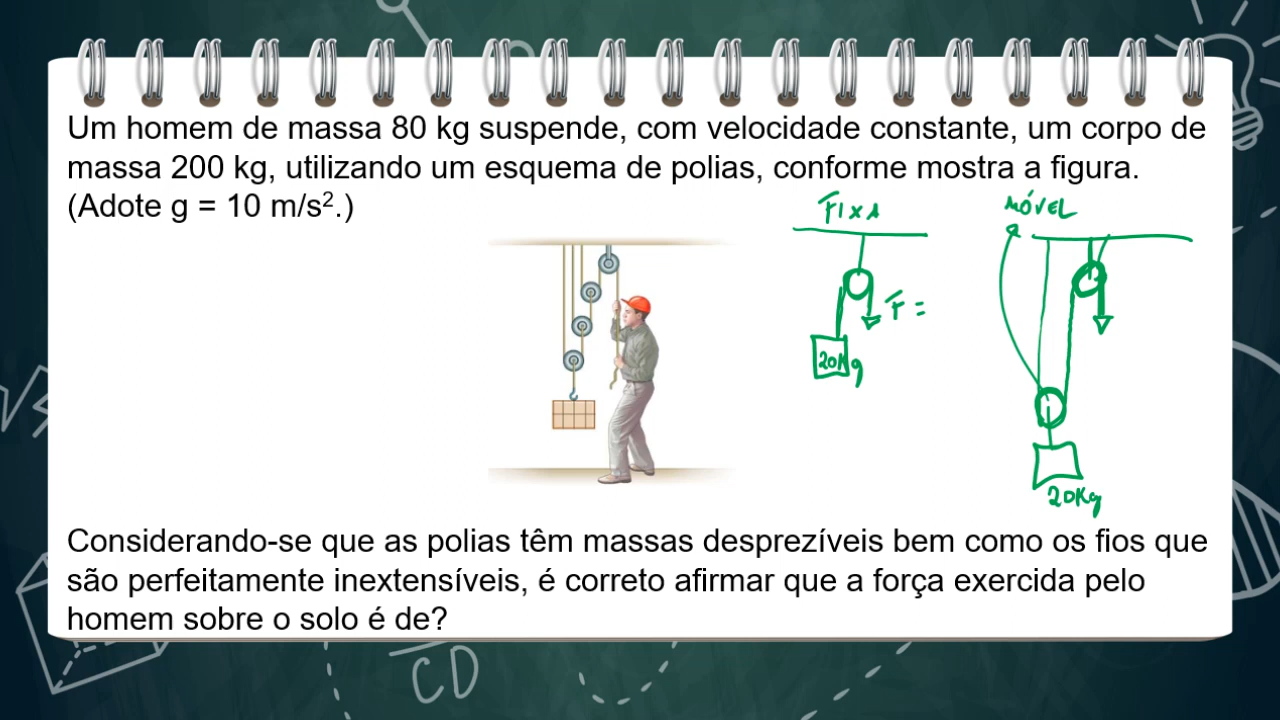 Um homem de massa 80 kg suspende, com velocidade constante, um corpo de
massa 200 kg, utilizando um esquema de polias, conforme mostra a figura.
(Adote g = 10 m/s².)
FIXA
MÓVEL
F =
20Kg
20Kg
Considerando-se que as polias têm massas desprezíveis bem como os fios que
são perfeitamente inextensíveis, é correto afirmar que a força exercida pelo
homem sobre o solo é de?
CD